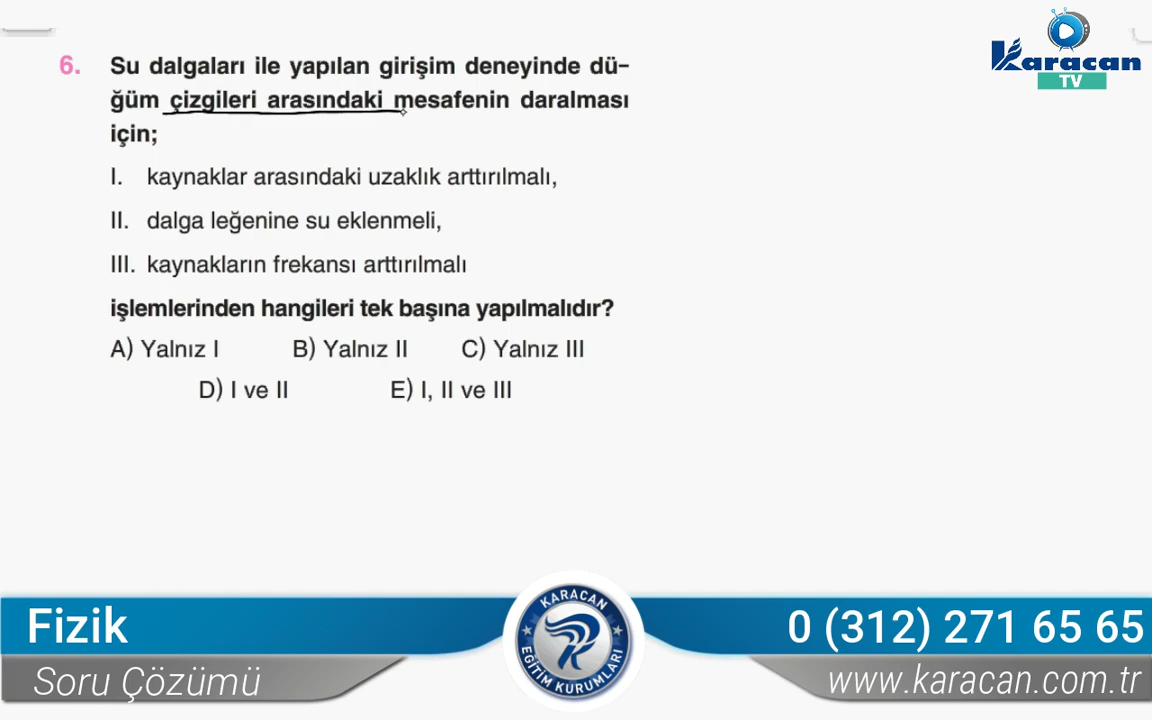 Karacan
TV
6. Su dalgaları ile yapılan girişim deneyinde dü-
ğüm çizgileri arasındaki mesafenin daralması
için;
I. kaynaklar arasındaki uzaklık arttırılmalı,
II. dalga leğenine su eklenmeli,
III. kaynakların frekansı arttırılmalı
işlemlerinden hangileri tek başına yapılmalıdır?
A) Yalnız I B) Yalnız II C) Yalnız III
D) I ve II E) I, II ve III
Fizik
Soru Çözümü
KARACAN
EĞİTİM KURUMLARI
0 (312) 271 65 65
www.karacan.com.tr